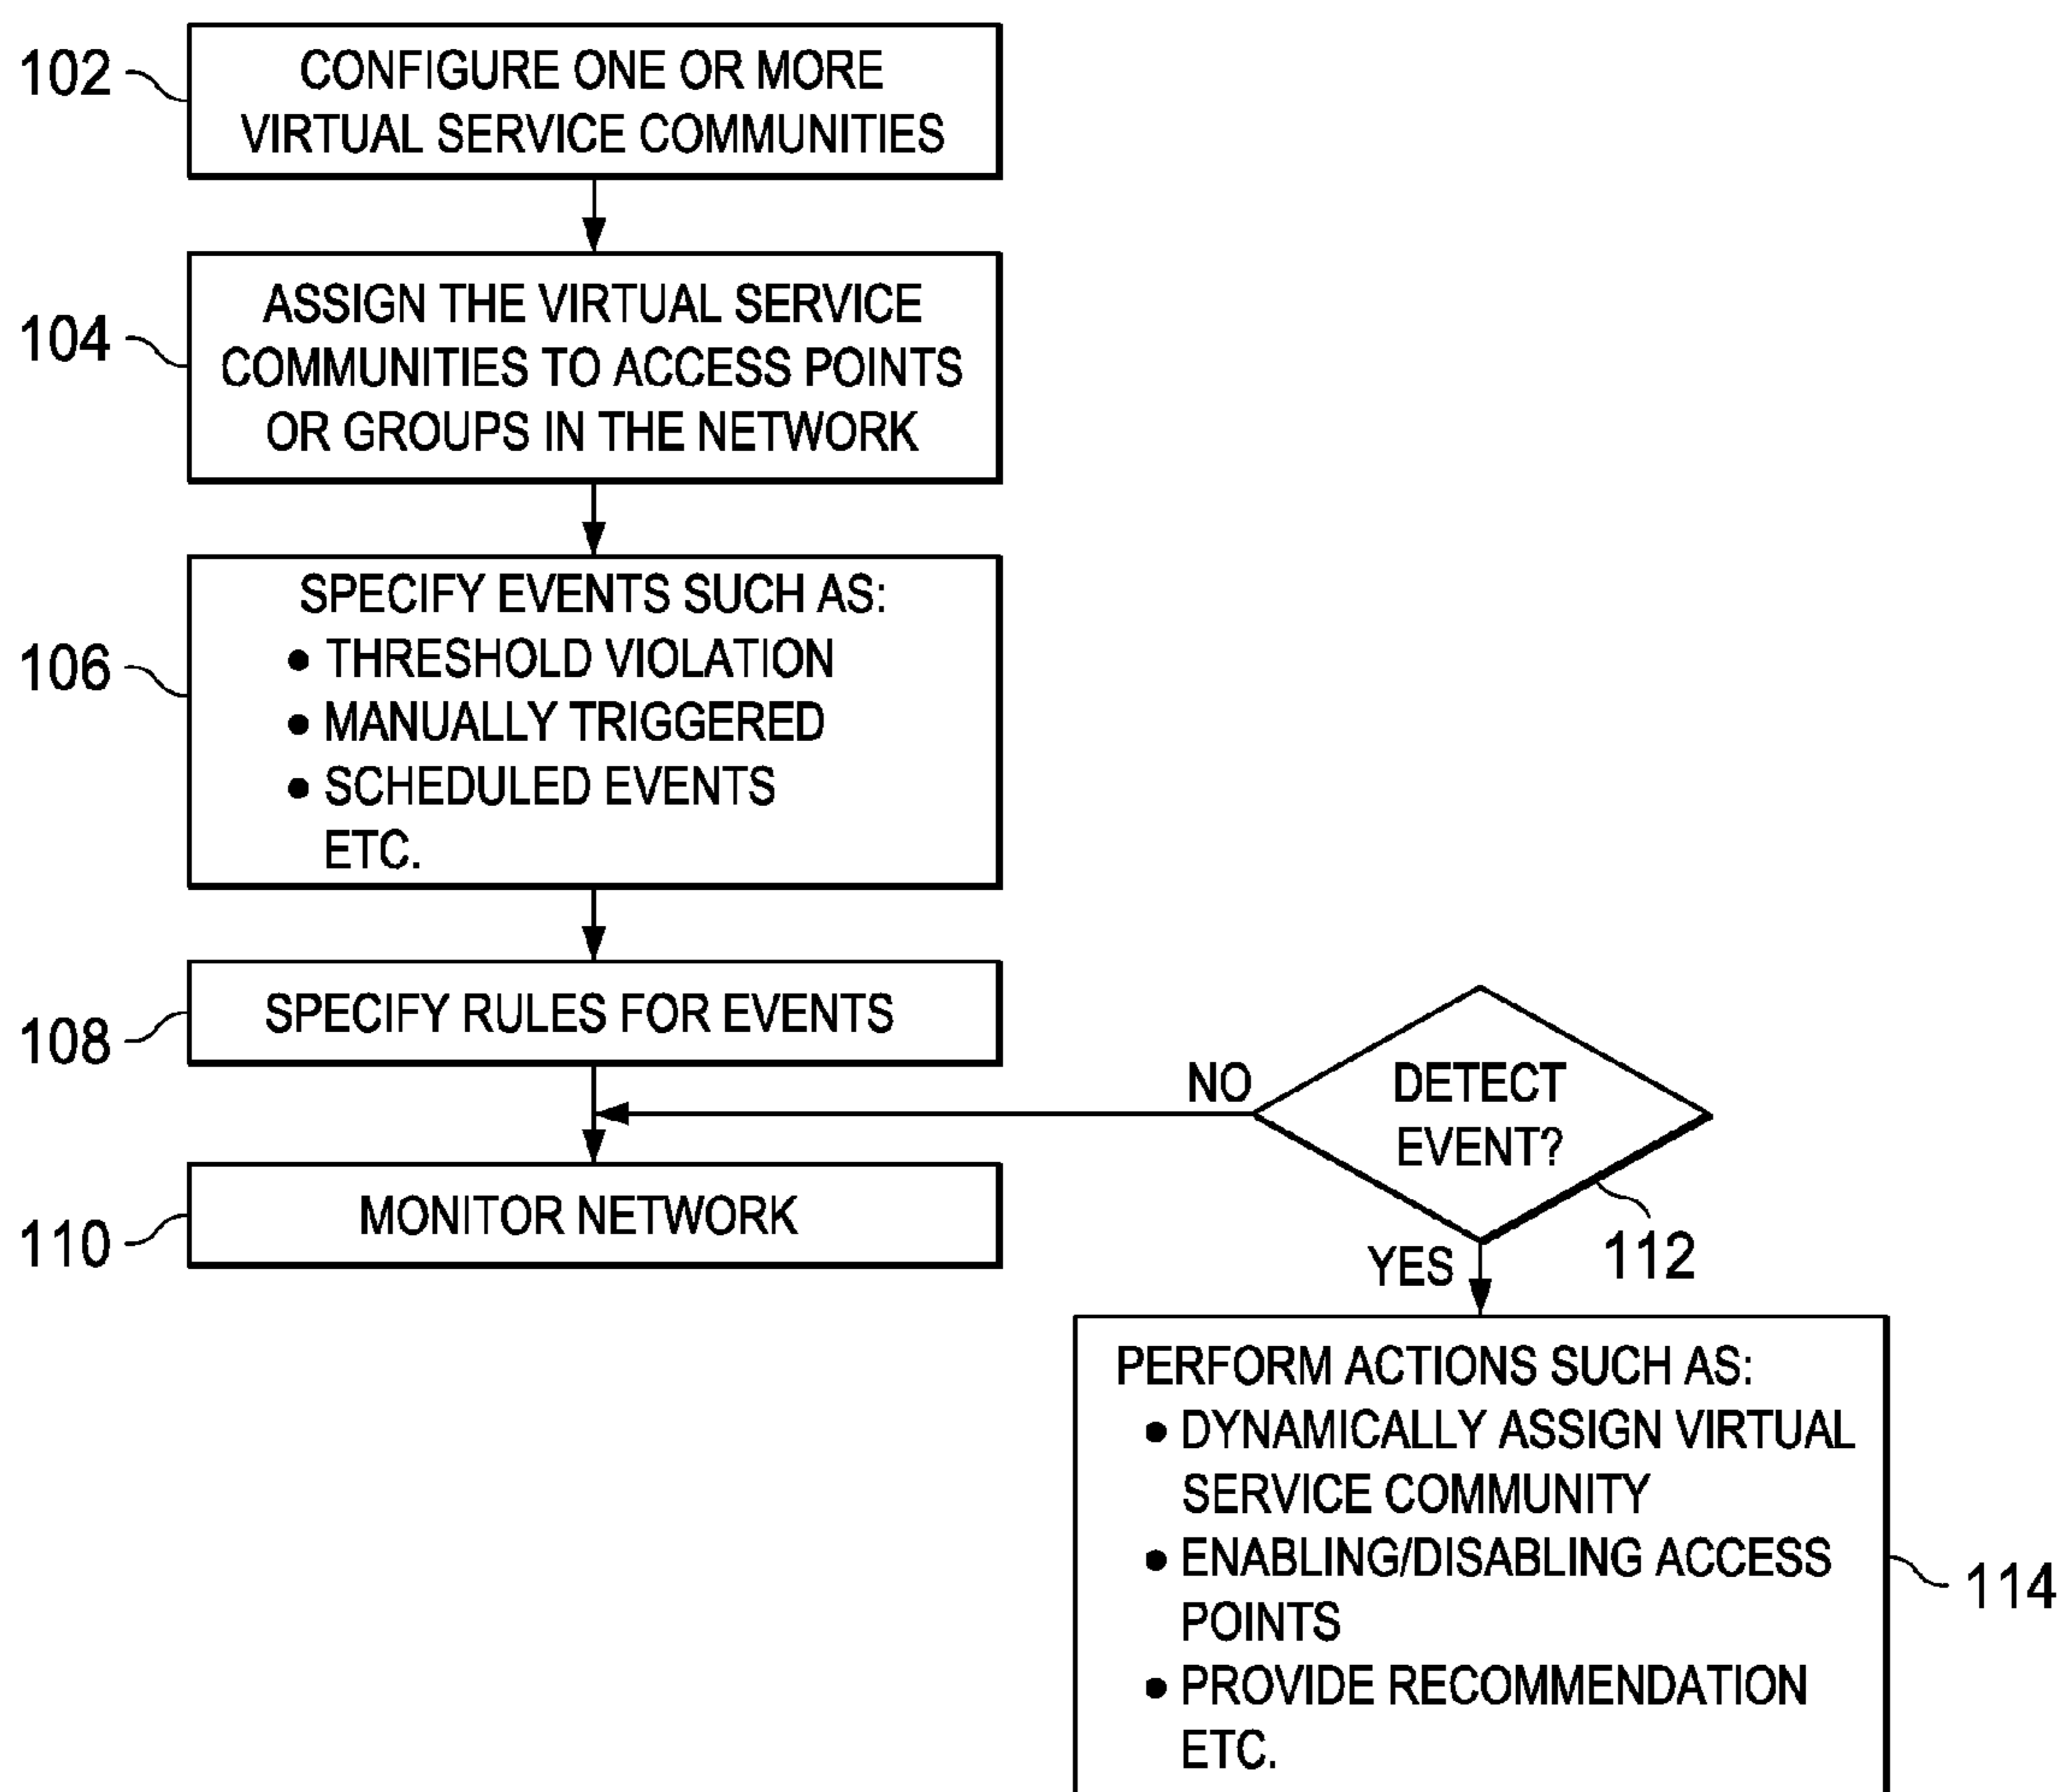 102
CONFIGURE ONE OR MORE
VIRTUAL SERVICE COMMUNITIES
104
ASSIGN THE VIRTUAL SERVICE
COMMUNITIES TO ACCESS POINTS
OR GROUPS IN THE NETWORK
106
SPECIFY EVENTS SUCH AS:
● THRESHOLD VIOLATION
● MANUALLY TRIGGERED
● SCHEDULED EVENTS
ETC.
108
SPECIFY RULES FOR EVENTS
110
MONITOR NETWORK
NO
DETECT
EVENT?
112
YES
PERFORM ACTIONS SUCH AS:
● DYNAMICALLY ASSIGN VIRTUAL
SERVICE COMMUNITY
● ENABLING/DISABLING ACCESS
POINTS
● PROVIDE RECOMMENDATION
ETC.
114